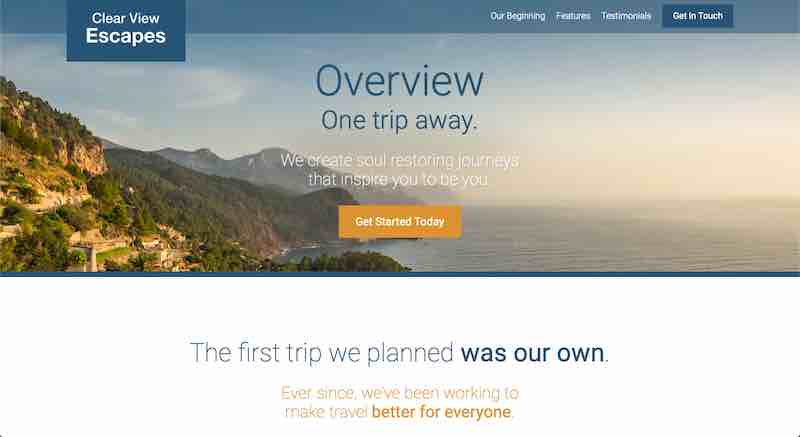 Clear View
Escapes
Our Beginning Features Testimonials Get In Touch
Overview
One trip away.
We create soul restoring journeys
that inspire you to be you.
Get Started Today
The first trip we planned was our own.
Ever since, we've been working to
make travel better for everyone.